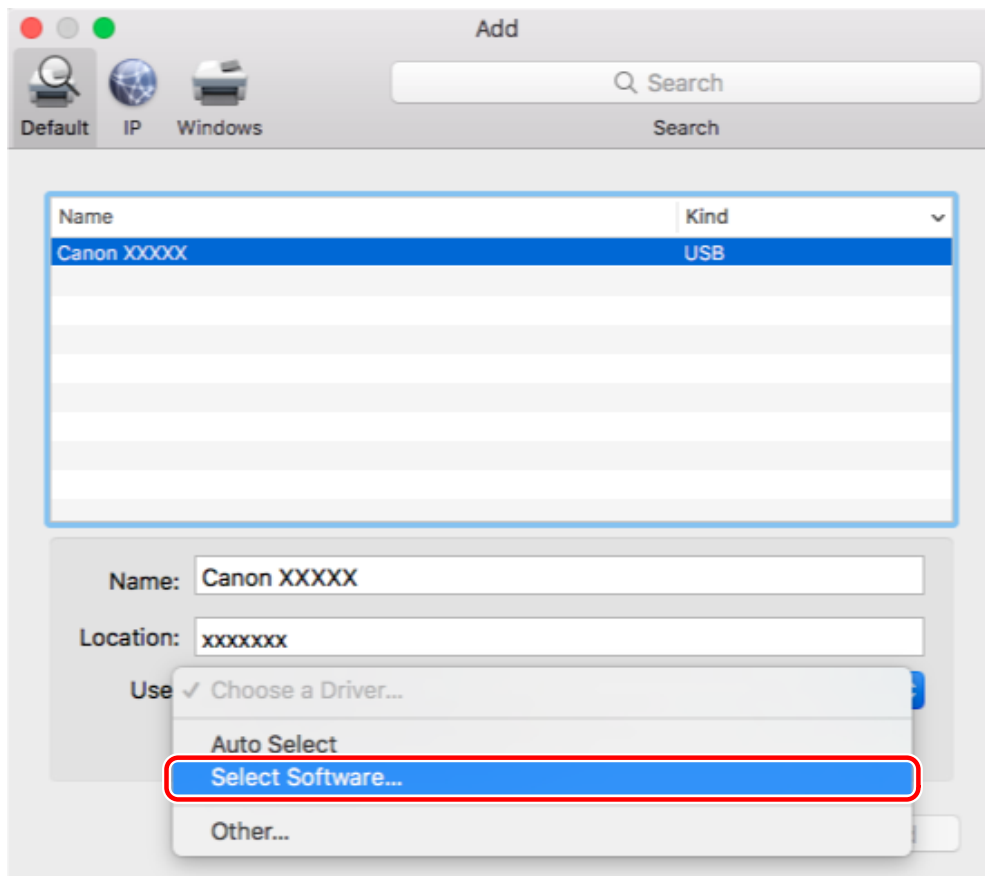 Add
Search
Default IP Windows Search
Name Kind
Canon XXXXX USB
Name: Canon XXXXX
Location: xxxxxxx
Use ✓ Choose a Driver...
Auto Select
Select Software...
Other...